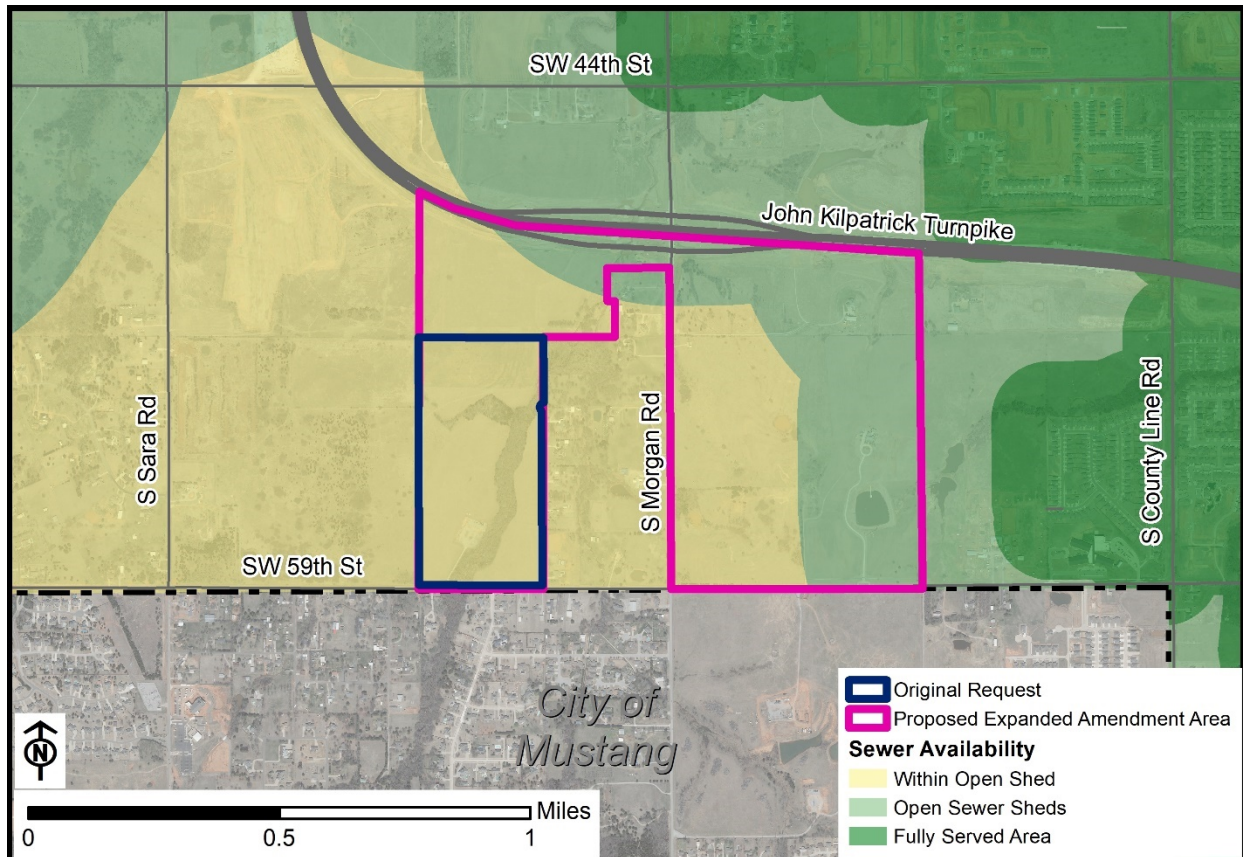 SW 44th St
John Kilpatrick Turnpike
S Sara Rd
S Morgan Rd
S County Line Rd
SW 59th St
City of
Mustang
N
Miles
0 0.5 1
Original Request
Proposed Expanded Amendment Area
Sewer Availability
Within Open Shed
Open Sewer Sheds
Fully Served Area